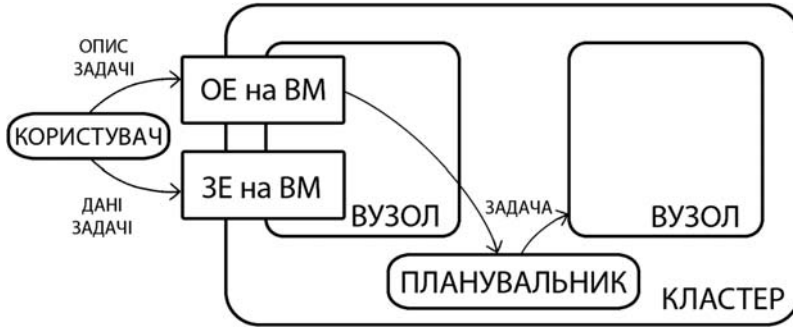 ОПИС
ЗАДАЧІ
ОЕ на ВМ
КОРИСТУВАЧ
ЗЕ на ВМ
ДАНІ
ЗАДАЧІ
ВУЗОЛ
ЗАДАЧА
ВУЗОЛ
ПЛАНУВАЛЬНИК
КЛАСТЕР